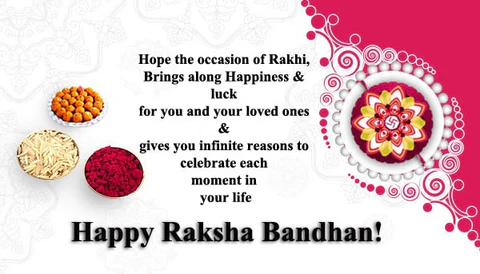 Hope the occasion of Rakhi,
Brings along Happiness &
luck
for you and your loved ones
&
gives you infinite reasons to
celebrate each
moment in
your life
Happy Raksha Bandhan!